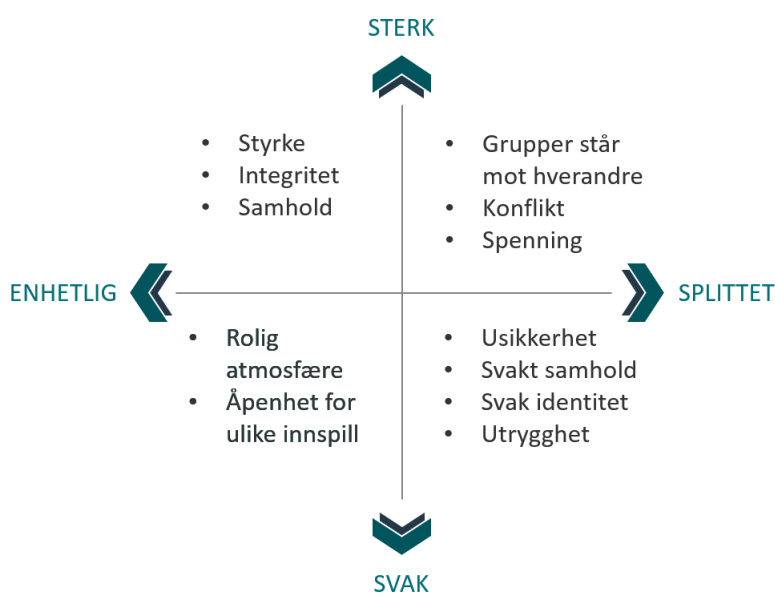 STERK
• Styrke
• Integritet
• Samhold
• Grupper står
mot hverandre
• Konflikt
• Spenning
ENHETLIG
SPLITTET
• Rolig
atmosfære
• Åpenhet for
ulike innspill
• Usikkerhet
• Svakt samhold
• Svak identitet
• Utrygghet
SVAK